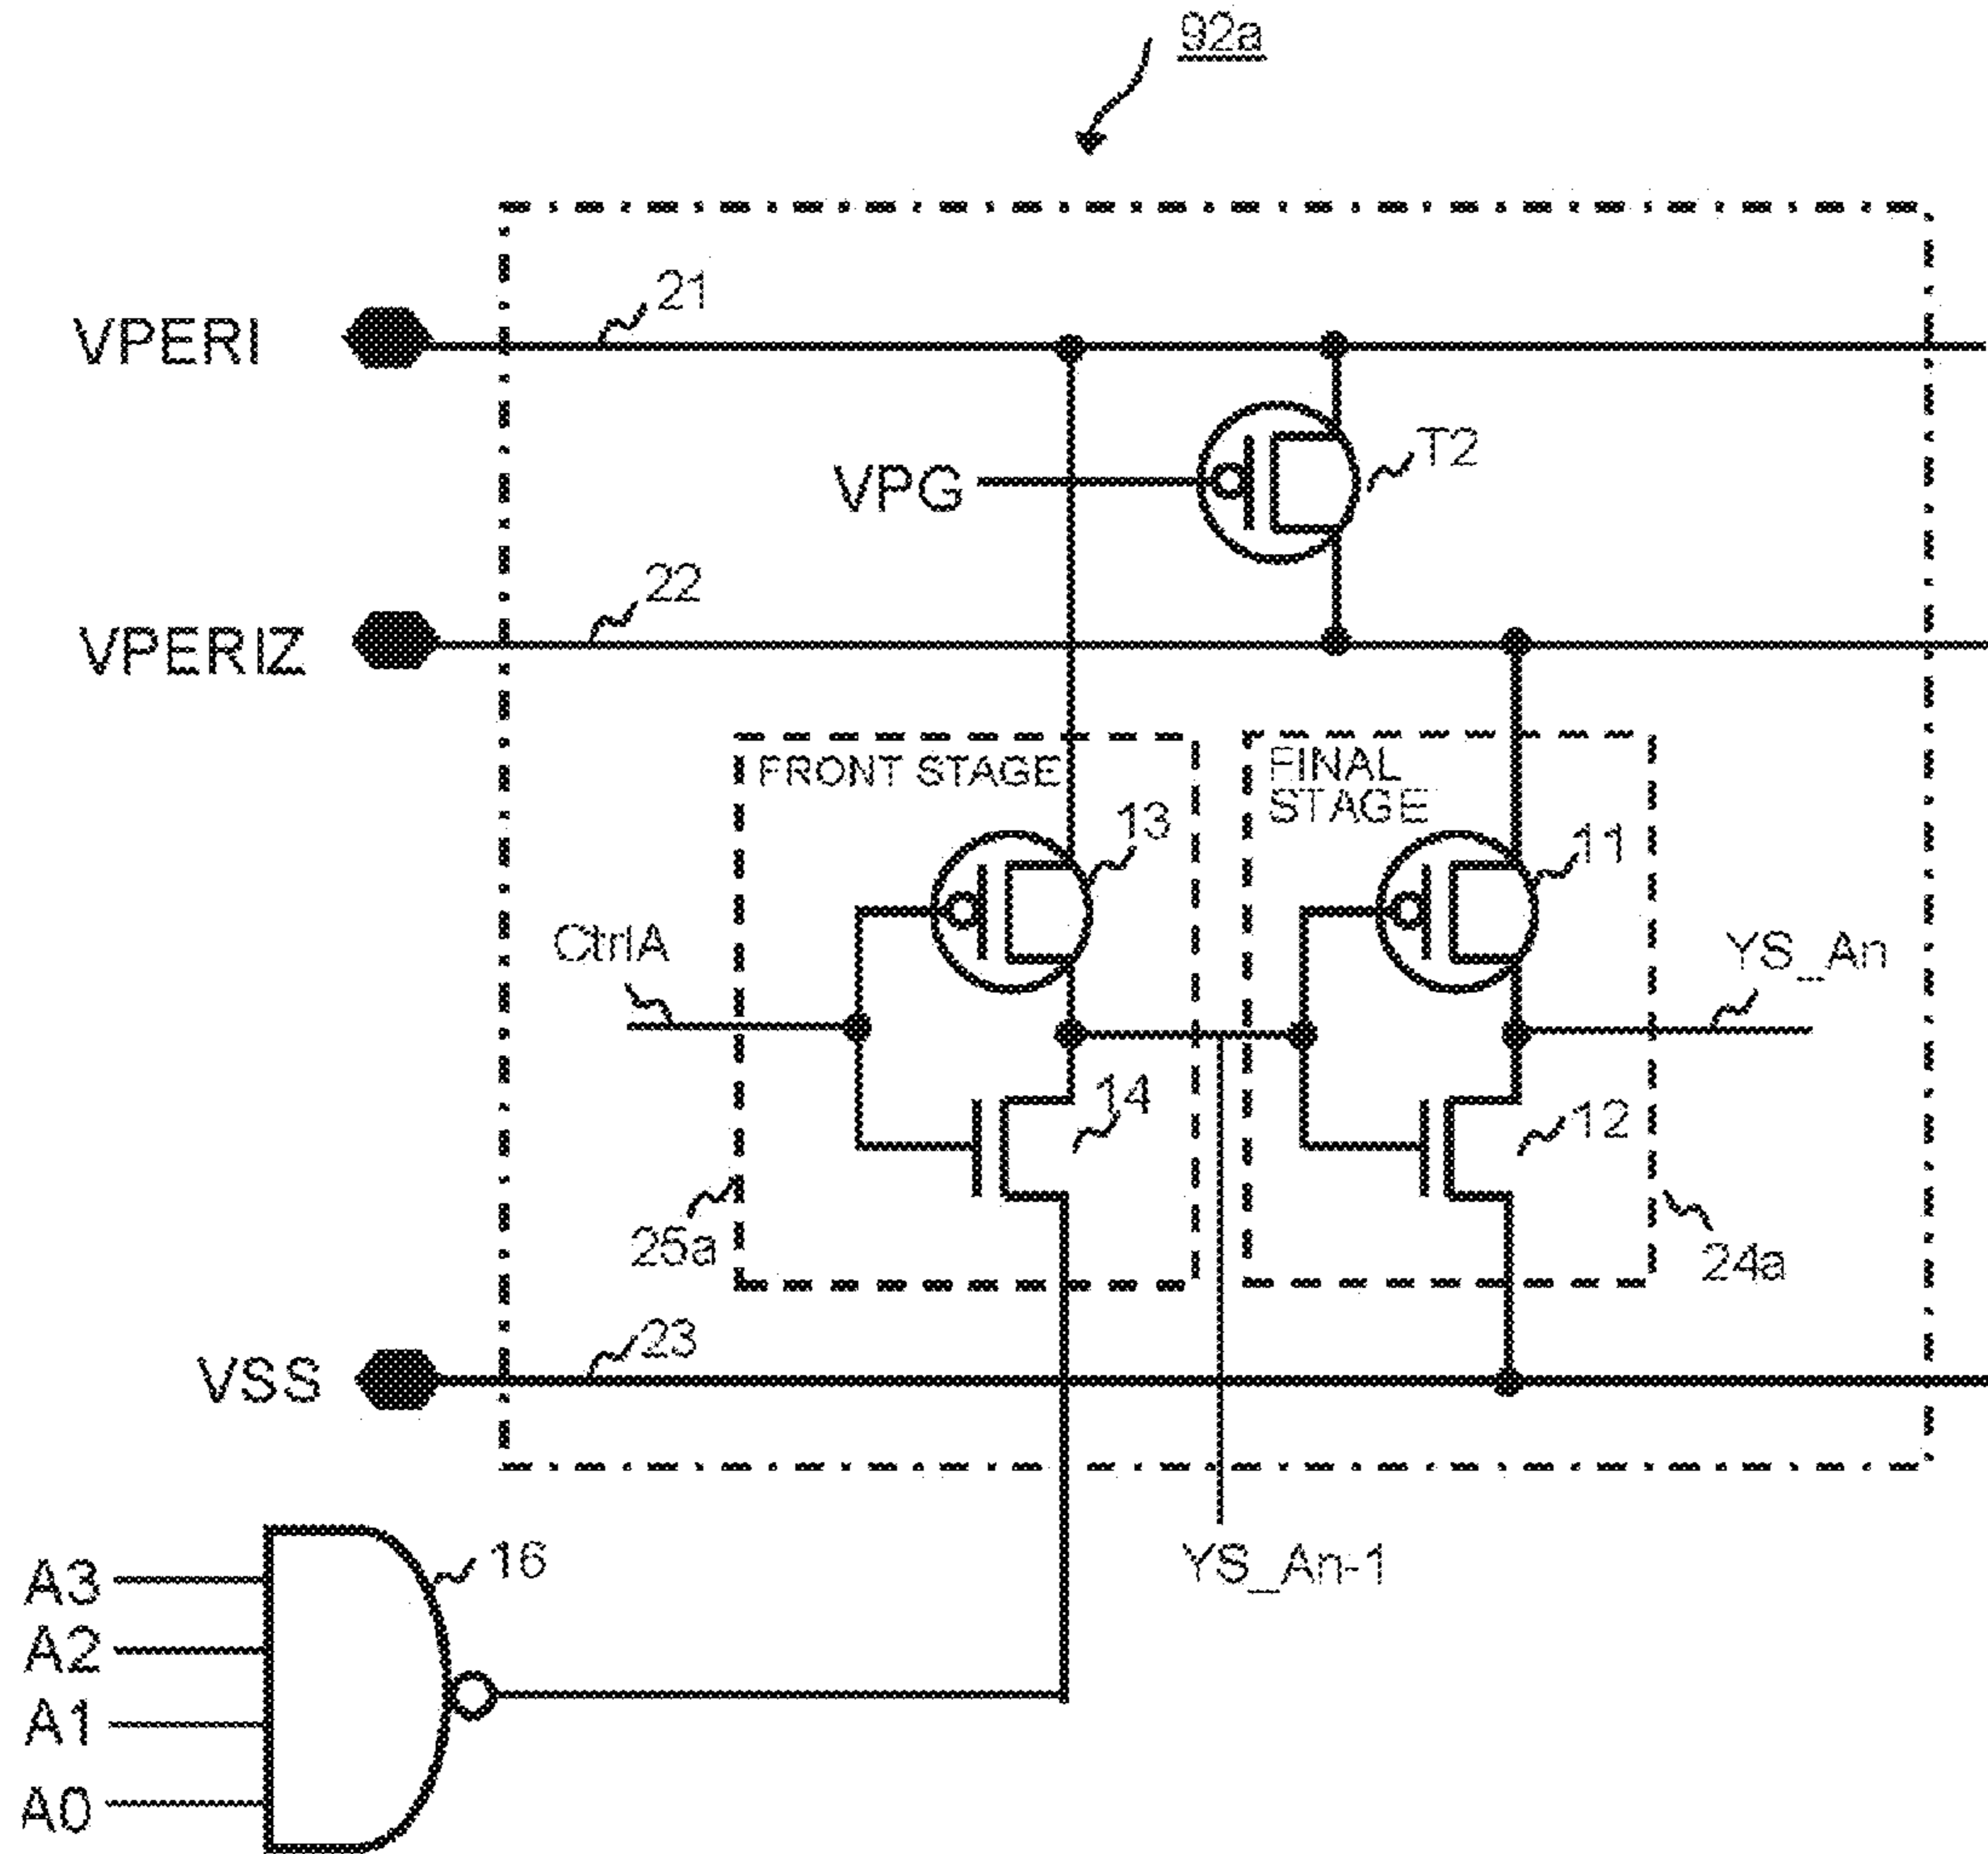 92a
VPERI
21
VPG
T2
VPERIZ
22
FRONT STAGE
FINAL
STAGE
13
11
CtrlA
YS_An
14
12
25a
24a
VSS
23
YS_An-1
16
A3
A2
A1
A0